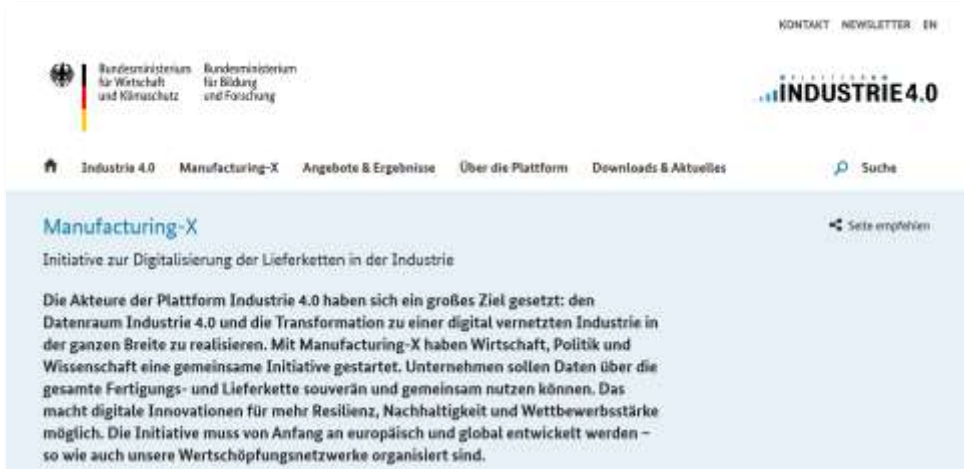 KONTAKT NEWSLETTER EN
Bundesministerium für Wirtschaft und Klimaschutz
Bundesministerium für Bildung und Forschung
PLATTFORM
INDUSTRIE4.0
Industrie 4.0 Manufacturing-X Angebote & Ergebnisse Über die Plattform Downloads & Aktuelles Suche
Manufacturing-X
Seite empfehlen
Initiative zur Digitalisierung der Lieferketten in der Industrie
Die Akteure der Plattform Industrie 4.0 haben sich ein großes Ziel gesetzt: den
Datenraum Industrie 4.0 und die Transformation zu einer digital vernetzten Industrie in
der ganzen Breite zu realisieren. Mit Manufacturing-X haben Wirtschaft, Politik und
Wissenschaft eine gemeinsame Initiative gestartet. Unternehmen sollen Daten über die
gesamte Fertigungs- und Lieferkette souverän und gemeinsam nutzen können. Das
macht digitale Innovationen für mehr Resilienz, Nachhaltigkeit und Wettbewerbsstärke
möglich. Die Initiative muss von Anfang an europäisch und global entwickelt werden –
so wie auch unsere Wertschöpfungsnetzwerke organisiert sind.